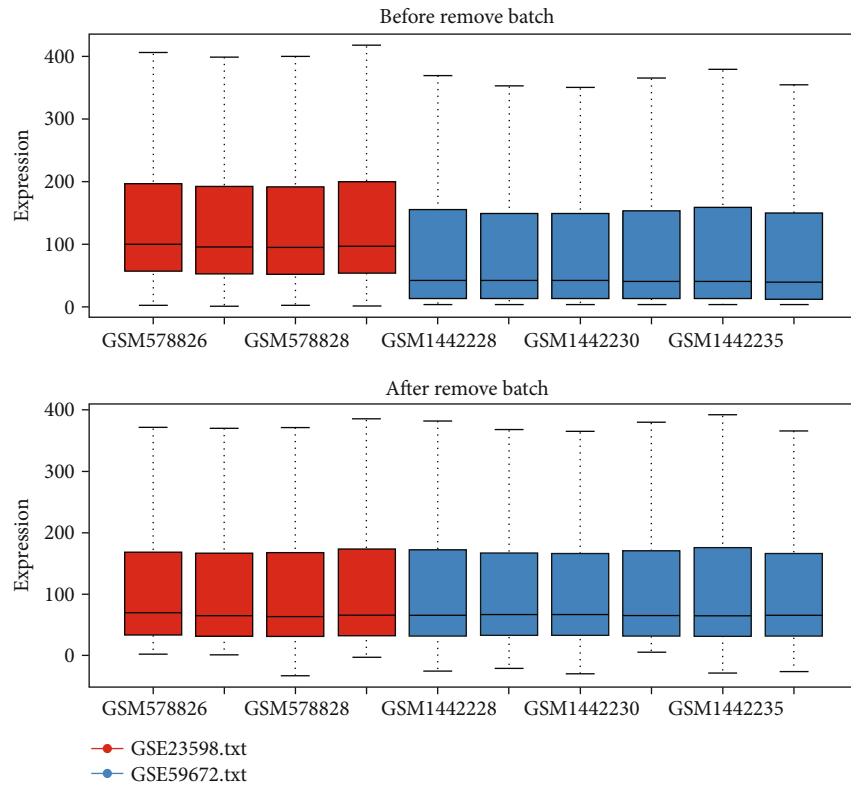 Before remove batch
Expression
400
300
200
100
0
GSM578826 GSM578828 GSM1442228 GSM1442230 GSM1442235
After remove batch
Expression
400
300
200
100
0
GSM578826 GSM578828 GSM1442228 GSM1442230 GSM1442235
GSE23598.txt
GSE59672.txt